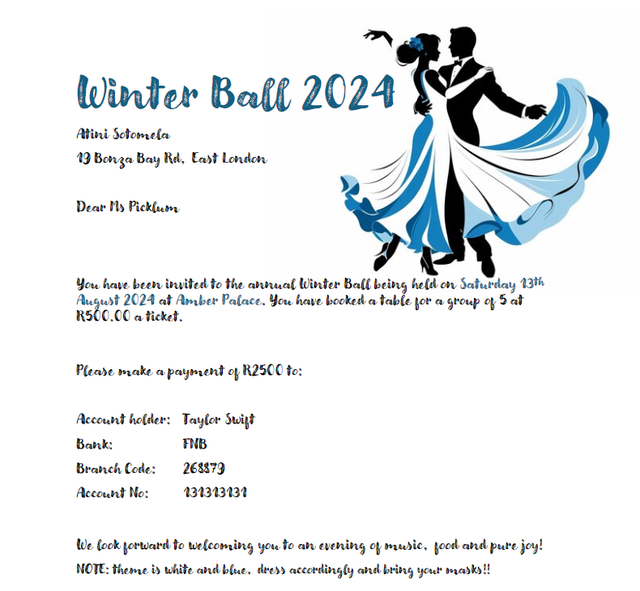 Winter Ball 2024
Atini Sotomela
19 Bonza Bay Rd, East London
Dear Ms Picklum
You have been invited to the annual Winter Ball being held on Saturday 13th
August 2024 at Amber Palace. You have booked a table for a group of 5 at
R500.00 a ticket.
Please make a payment of R2500 to:
Account holder: Taylor Swift
Bank: FNB
Branch Code: 268879
Account No: 131313131
We look forward to welcoming you to an evening of music, food and pure joy!
NOTE: theme is white and blue, dress accordingly and bring your masks!!